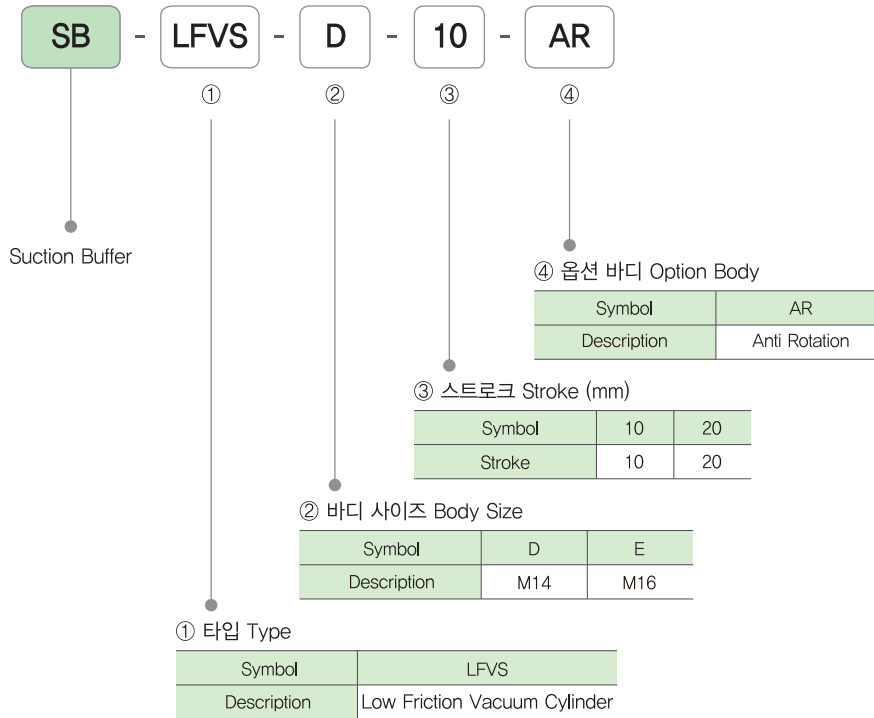 SB - LFVS - D - 10 - AR
① ② ③ ④
Suction Buffer
④ 옵션 바디 Option Body
Symbol AR
Description Anti Rotation
③ 스트로크 Stroke (mm)
Symbol 10 20
Stroke 10 20
② 바디 사이즈 Body Size
Symbol D E
Description M14 M16
① 타입 Type
Symbol LFVS
Description Low Friction Vacuum Cylinder